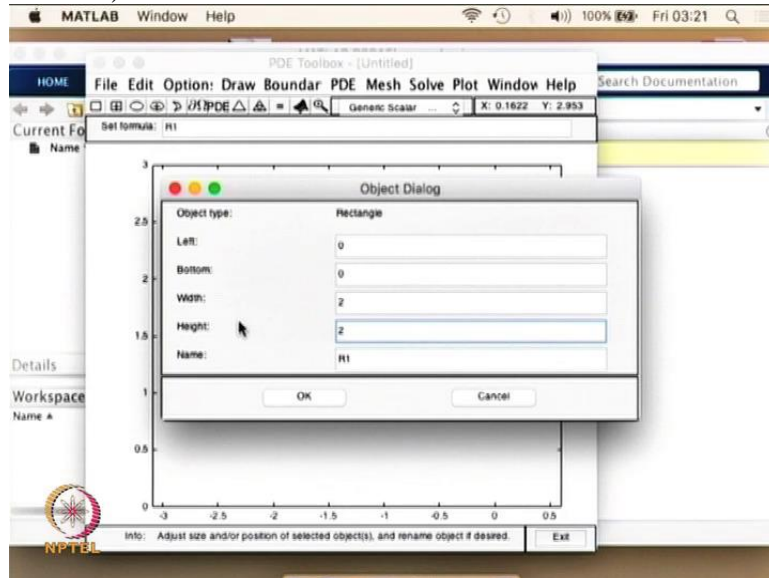 MATLAB Window Help 100% Fri 03:21
PDE Toolbox - [Untitled]
HOME
File Edit Option: Draw Boundar PDE Mesh Solve Plot Window Help
Search Documentation
PDE = Generic Scalar ... X: 0.1622 Y: 2.953
Current Fo
Set formula: R1
Name
3
Object Dialog
Object type: Rectangle
2.5
Left: 0
Bottom: 0
2
Width: 2
Height: 2
1.5
Name: R1
Details
Workspace
1
OK Cancel
Name
0.5
0
-3 -2.5 -2 -1.5 -1 -0.5 0 0.5
Info: Adjust size and/or position of selected object(s), and rename object if desired. Exit
NPTEL